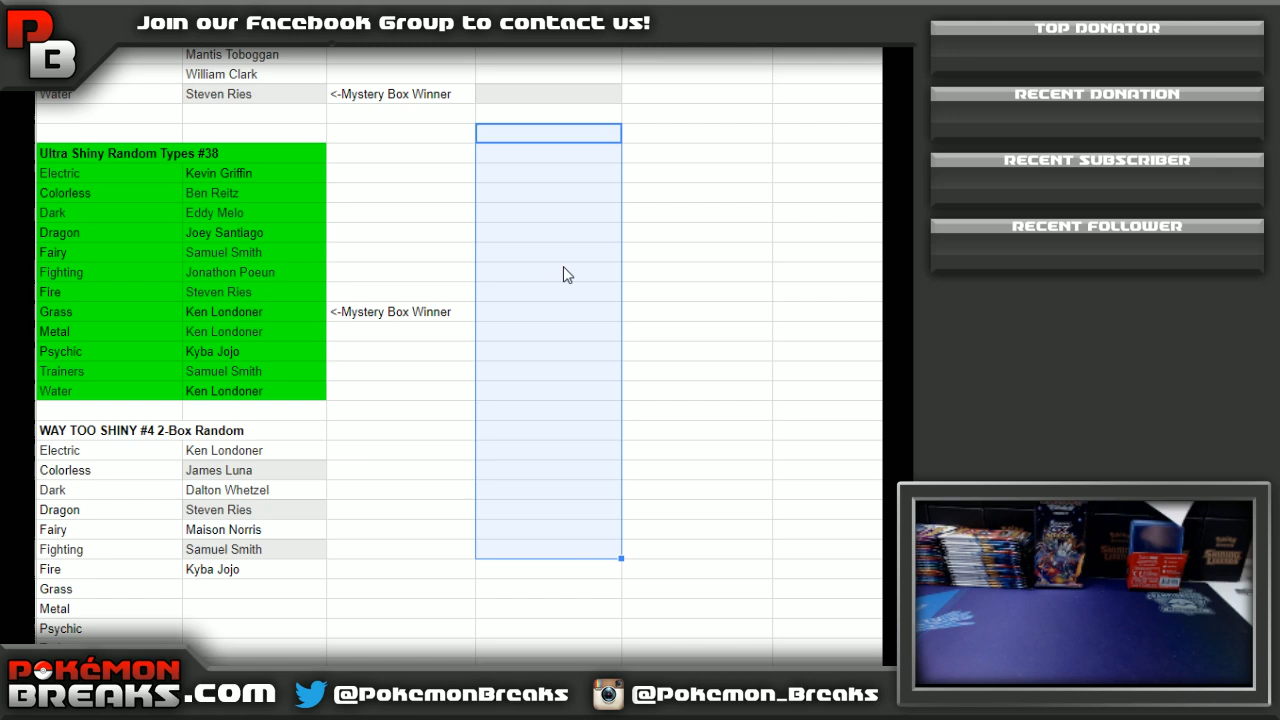 Join our Facebook Group to contact us!
PB
Mantis Toboggan
William Clark
Water Steven Ries <-Mystery Box Winner
Ultra Shiny Random Types #38
Electric Kevin Griffin
Colorless Ben Reitz
Dark Eddy Melo
Dragon Joey Santiago
Fairy Samuel Smith
Fighting Jonathon Poeun
Fire Steven Ries
Grass Ken Londoner <-Mystery Box Winner
Metal Ken Londoner
Psychic Kyba Jojo
Trainers Samuel Smith
Water Ken Londoner
WAY TOO SHINY #4 2-Box Random
Electric Ken Londoner
Colorless James Luna
Dark Dalton Whetzel
Dragon Steven Ries
Fairy Maison Norris
Fighting Samuel Smith
Fire Kyba Jojo
Grass
Metal
Psychic
TOP DONATOR
RECENT DONATION
RECENT SUBSCRIBER
RECENT FOLLOWER
POKéMON
BREAKS.com
@PokemonBreaks
@Pokemon_Breaks